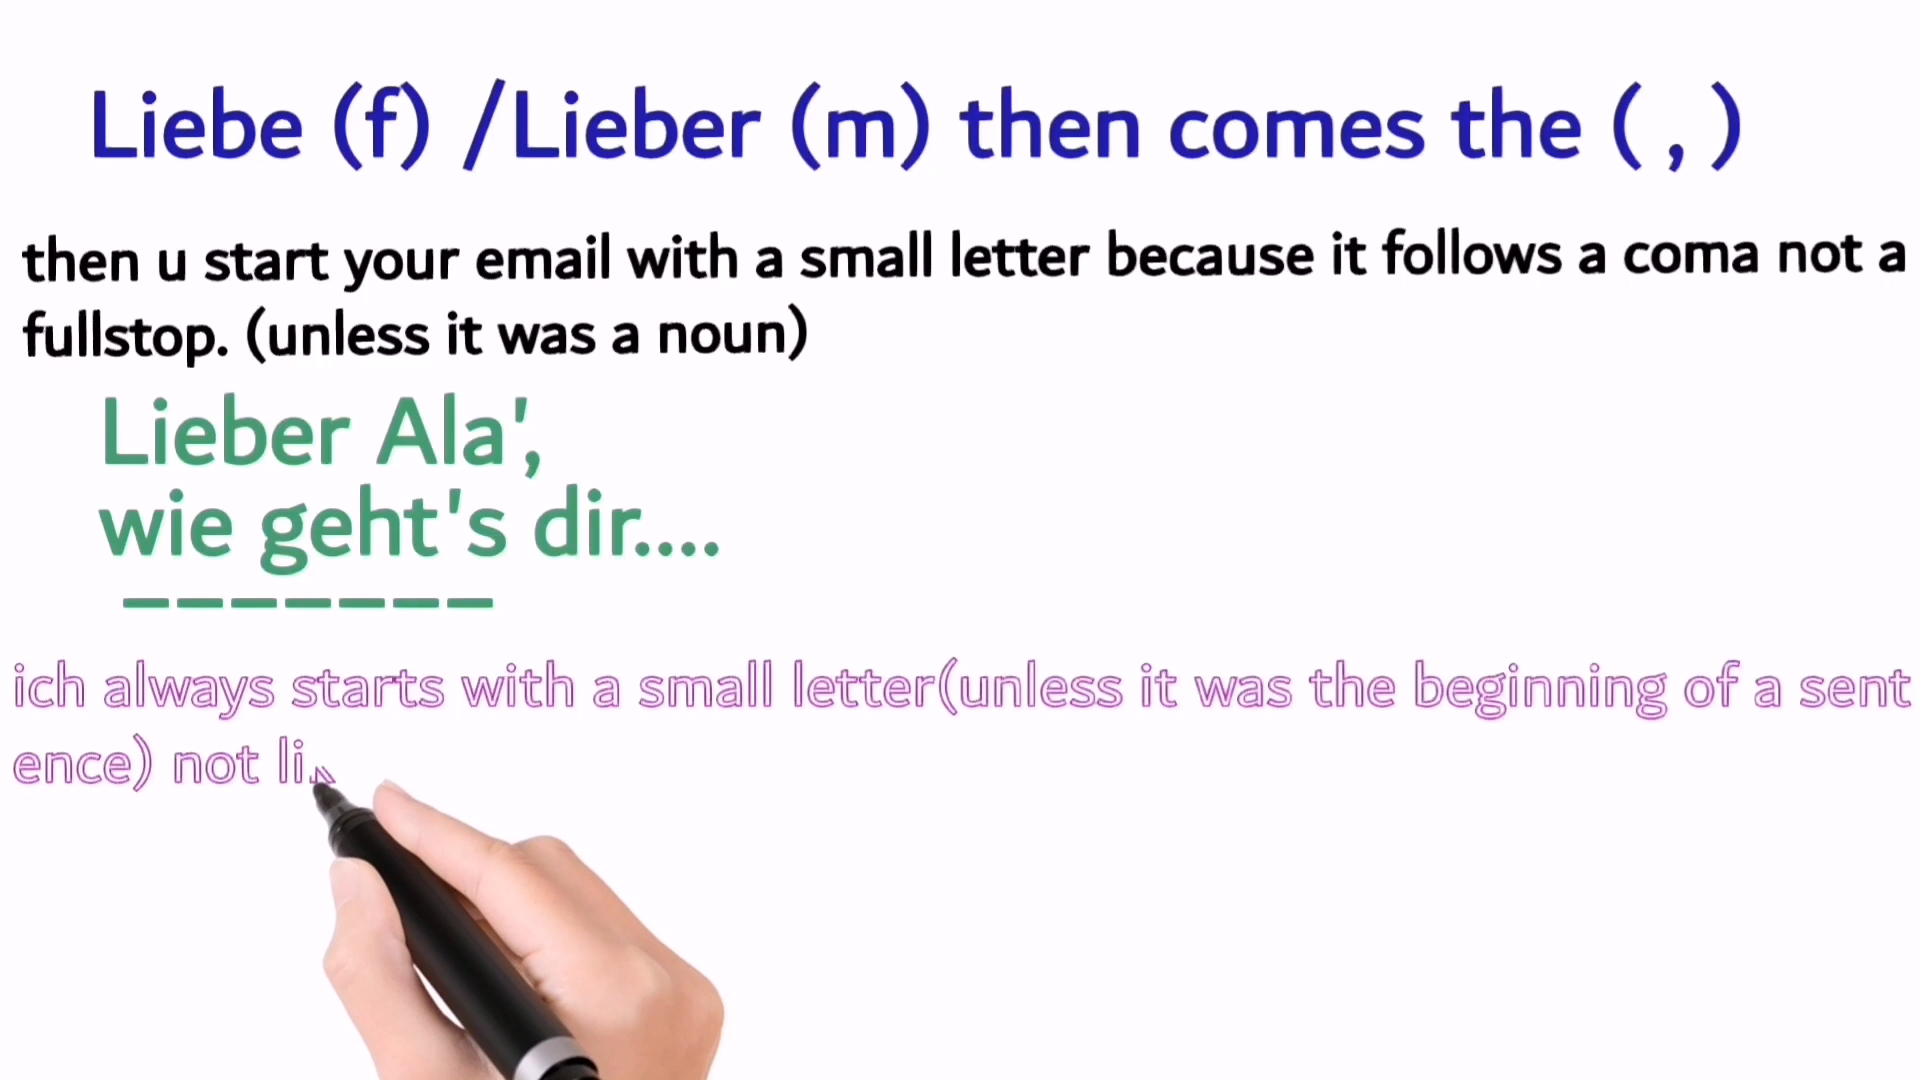 Liebe (f) /Lieber (m) then comes the ( , )
then u start your email with a small letter because it follows a coma not a
fullstop. (unless it was a noun)
Lieber Ala',
wie geht's dir....
_______
ich always starts with a small letter(unless it was the beginning of a sent
ence) not li